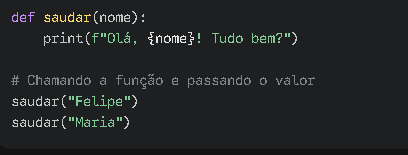 def saudar(nome):
    print(f"Olá, {nome}! Tudo bem?")

# Chamando a função e passando o valor
saudar("Felipe")
saudar("Maria")